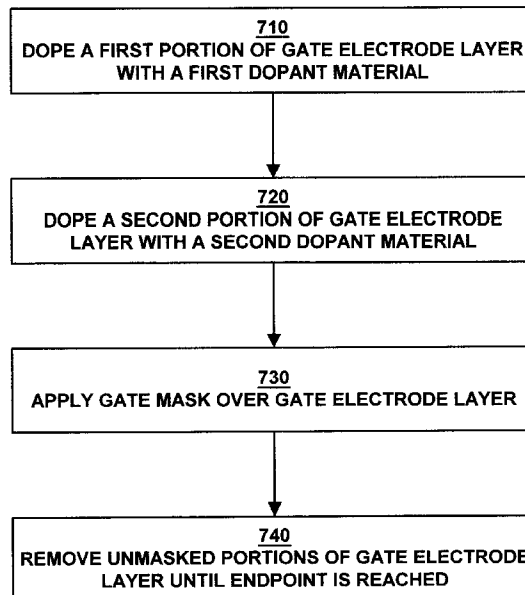 710
DOPE A FIRST PORTION OF GATE ELECTRODE LAYER
WITH A FIRST DOPANT MATERIAL
720
DOPE A SECOND PORTION OF GATE ELECTRODE
LAYER WITH A SECOND DOPANT MATERIAL
730
APPLY GATE MASK OVER GATE ELECTRODE LAYER
740
REMOVE UNMASKED PORTIONS OF GATE ELECTRODE
LAYER UNTIL ENDPOINT IS REACHED